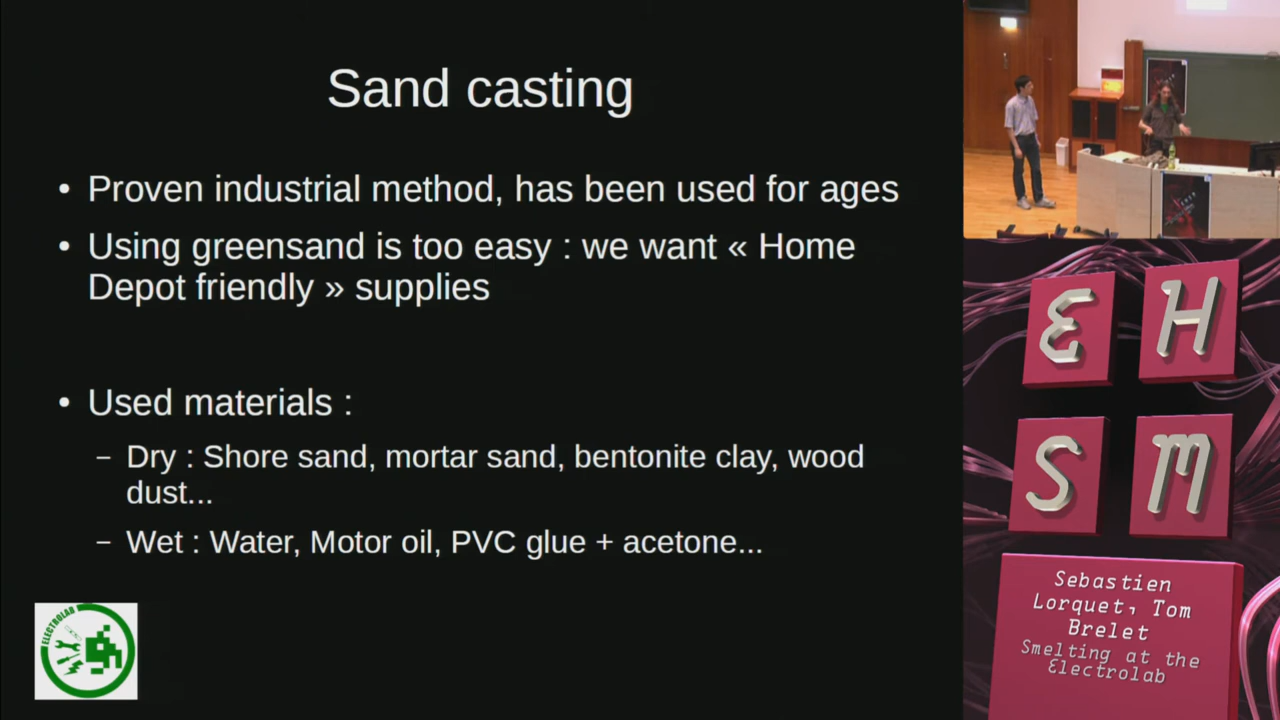 Sand casting
• Proven industrial method, has been used for ages
• Using greensand is too easy : we want « Home
Depot friendly » supplies
• Used materials :
– Dry : Shore sand, mortar sand, bentonite clay, wood
dust...
– Wet : Water, Motor oil, PVC glue + acetone...
ELECTROLAB
E H
S M
Sebastien
Lorquet, Tom
Brelet
Smelting at the
Electrolab